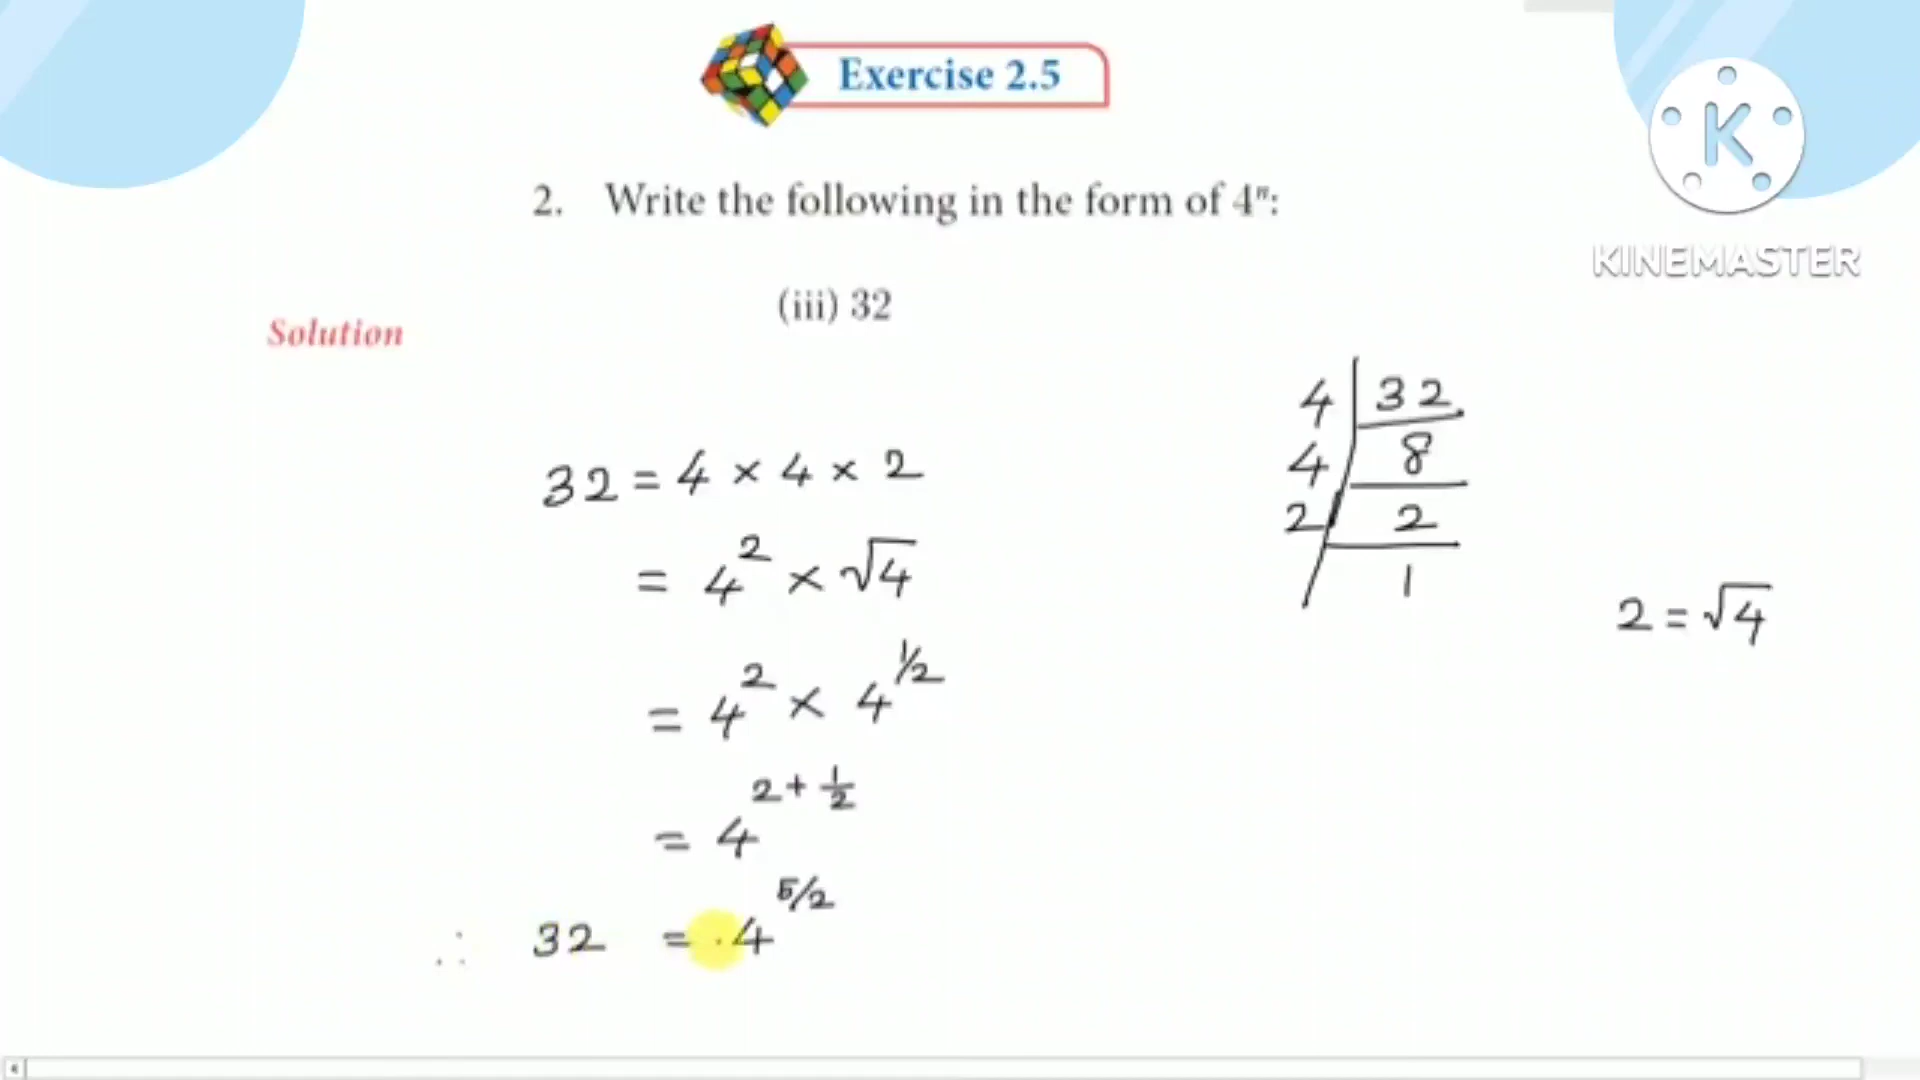 Exercise 2.5
K
KINEMASTER
2. Write the following in the form of 4ⁿ:
(iii) 32
Solution
32 = 4 × 4 × 2
= 4² × √4
= 4² × 4^1/2
= 4^2+1/2
∴ 32 = 4^5/2
4 | 32
4 | 8
2 | 2
1
2 = √4